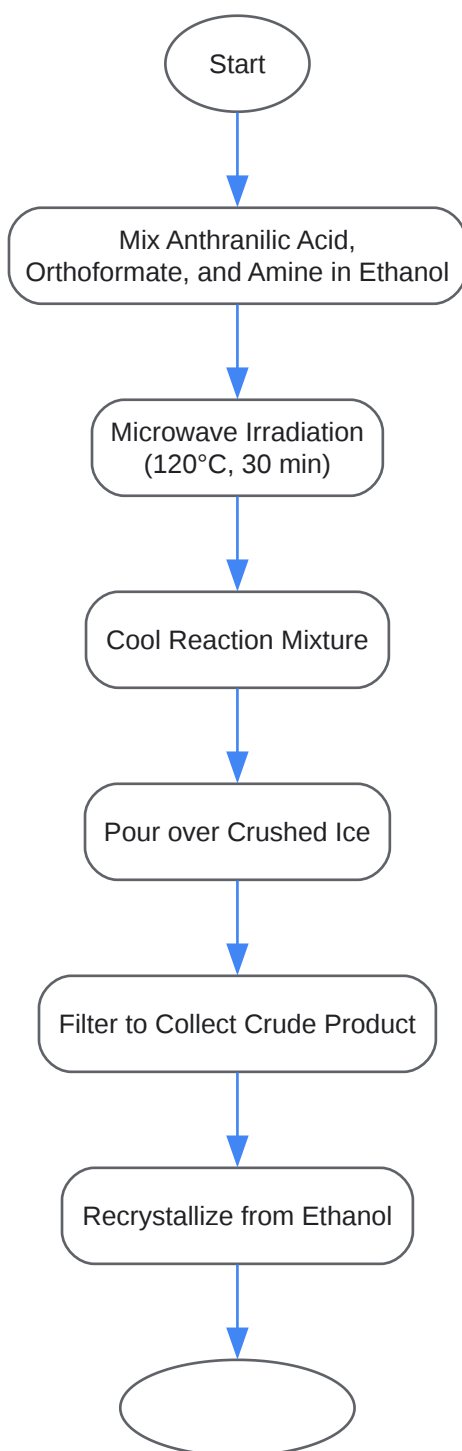 Start
Mix Anthranilic Acid,
Orthoformate, and Amine in Ethanol
Microwave Irradiation
(120°C, 30 min)
Cool Reaction Mixture
Pour over Crushed Ice
Filter to Collect Crude Product
Recrystallize from Ethanol